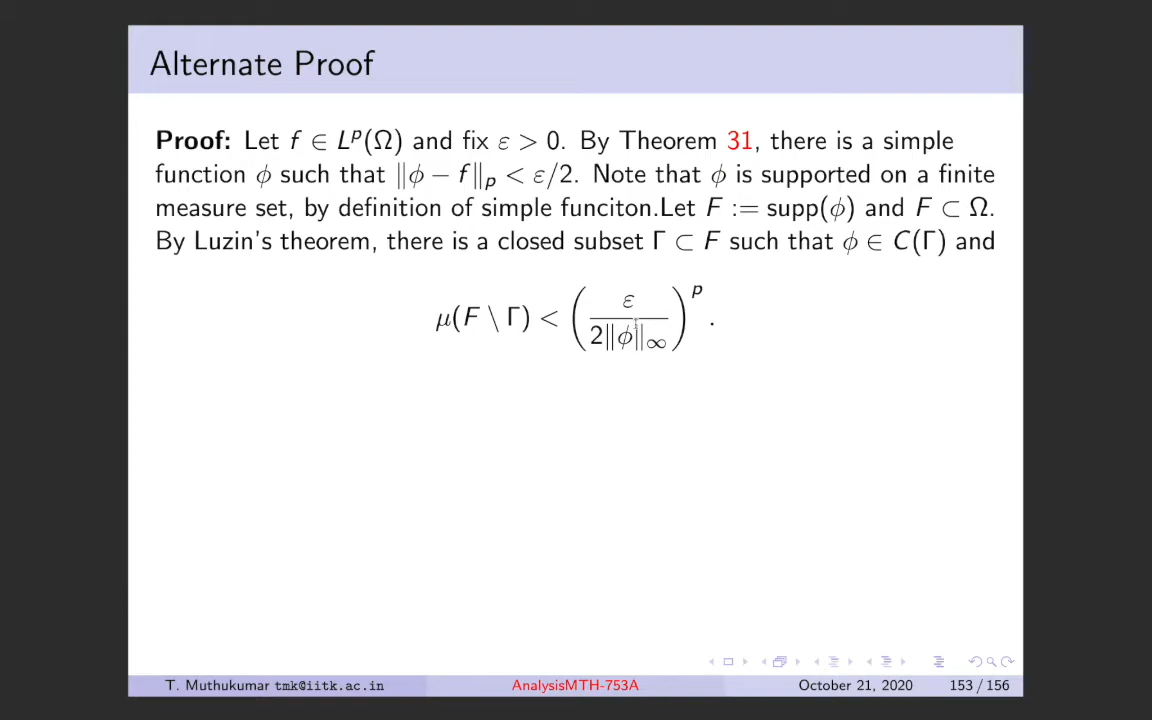 Alternate Proof
Proof: Let f ∈ Lᵖ(Ω) and fix ε > 0. By Theorem 31, there is a simple
function ϕ such that ‖ϕ − f‖ₚ < ε/2. Note that ϕ is supported on a finite
measure set, by definition of simple funciton.Let F := supp(ϕ) and F ⊂ Ω.
By Luzin's theorem, there is a closed subset Γ ⊂ F such that ϕ ∈ C(Γ) and
μ(F \ Γ) < (ε / 2‖ϕ‖∞)ᵖ.
T. Muthukumar tmk@iitk.ac.in AnalysisMTH-753A October 21, 2020 153 / 156